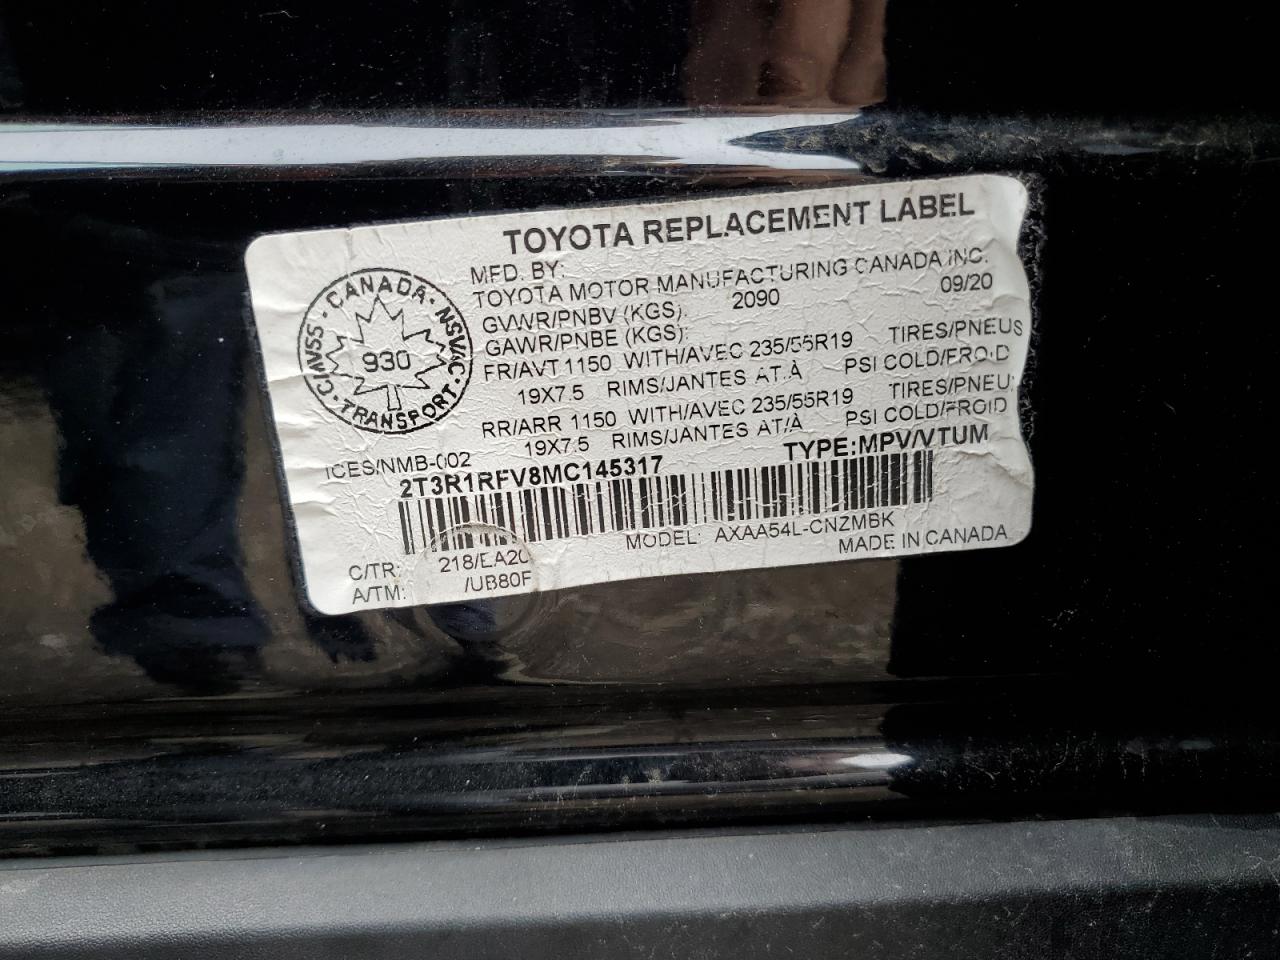 TOYOTA REPLACEMENT LABEL
MFD. BY:
TOYOTA MOTOR MANUFACTURING CANADA INC.
GVWR/PNBV (KGS): 2090 09/20
GAWR/PNBE (KGS):
FR/AVT 1150 WITH/AVEC 235/55R19 TIRES/PNEUS
19X7.5 RIMS/JANTES AT/À PSI COLD/FROID
RR/ARR 1150 WITH/AVEC 235/55R19 TIRES/PNEU
19X7.5 RIMS/JANTES AT/À PSI COLD/FROID
CANADA · NSVAC · TRANSPORT · CMVSS ·
930
ICES/NMB-002
2T3R1RFV8MC145317 TYPE:MPV/VTUM
MODEL: AXAA54L-CNZMBK
C/TR: 218/EA20
A/TM: /UB80F
MADE IN CANADA